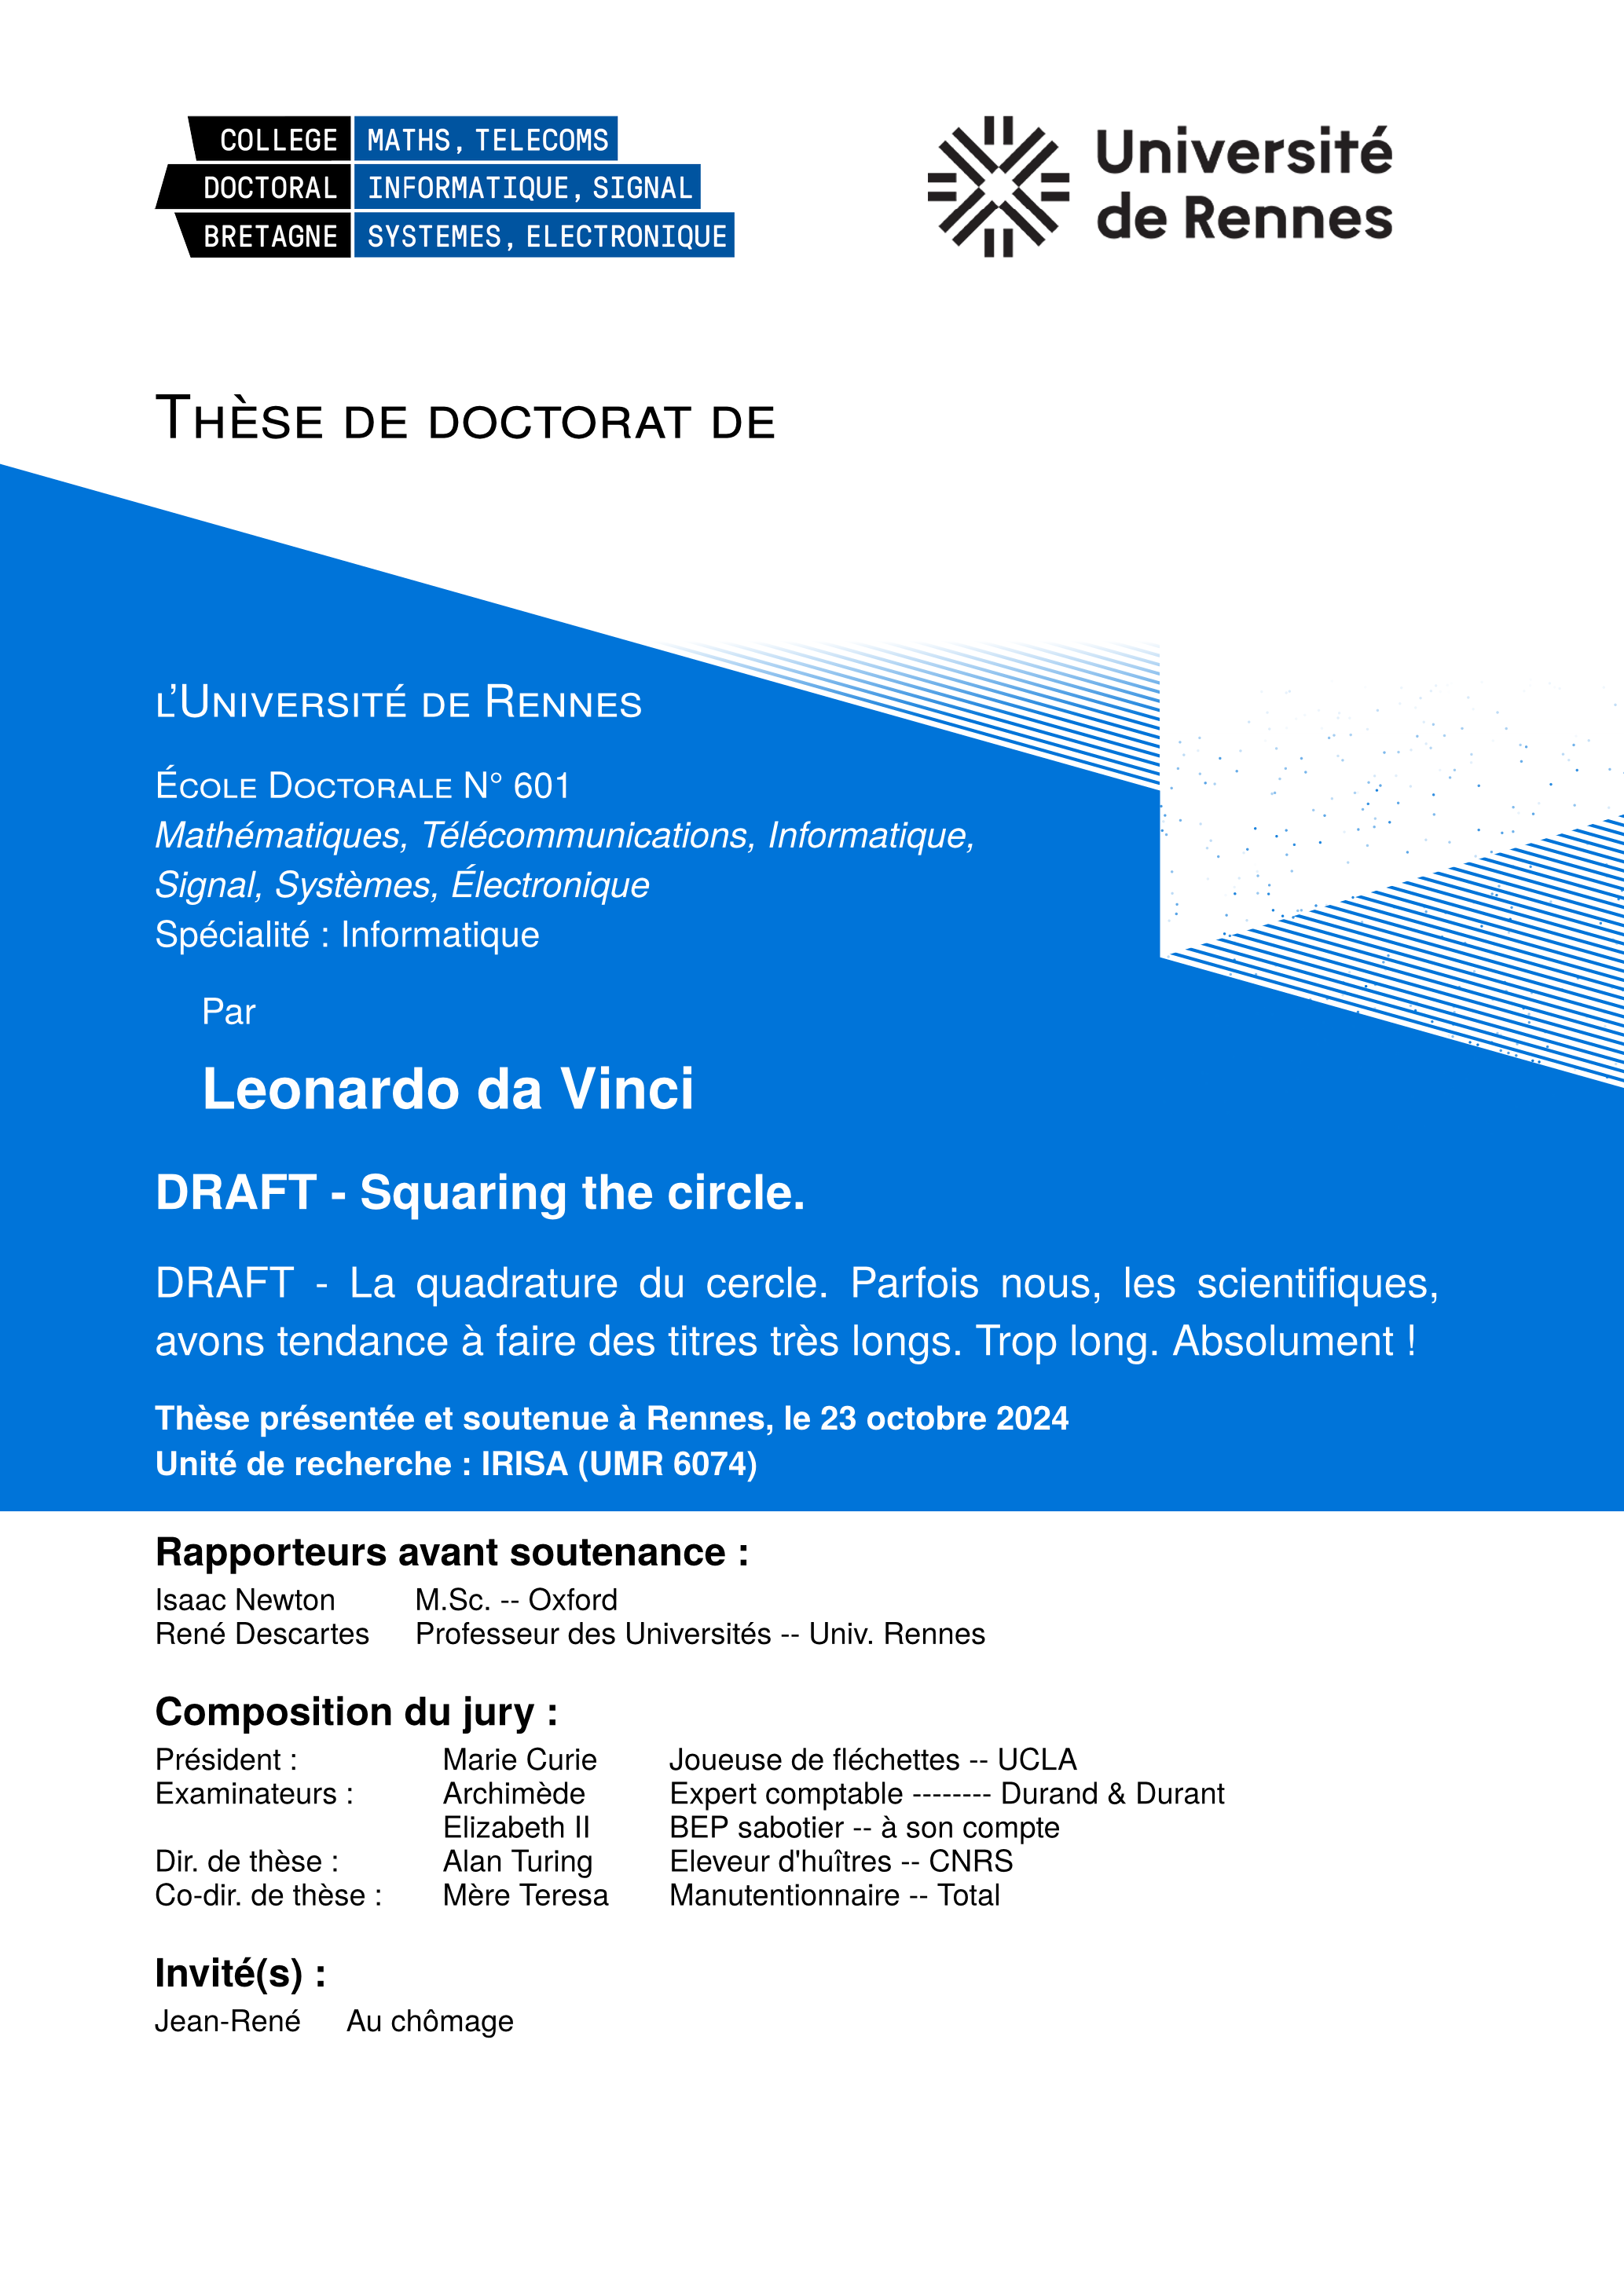 COLLEGE MATHS, TELECOMS
DOCTORAL INFORMATIQUE, SIGNAL
BRETAGNE SYSTEMES, ELECTRONIQUE
Université
de Rennes
THÈSE DE DOCTORAT DE
L'UNIVERSITÉ DE RENNES
ÉCOLE DOCTORALE N° 601
Mathématiques, Télécommunications, Informatique,
Signal, Systèmes, Électronique
Spécialité : Informatique
Par
Leonardo da Vinci
DRAFT - Squaring the circle.
DRAFT - La quadrature du cercle. Parfois nous, les scientifiques,
avons tendance à faire des titres très longs. Trop long. Absolument !
Thèse présentée et soutenue à Rennes, le 23 octobre 2024
Unité de recherche : IRISA (UMR 6074)
Rapporteurs avant soutenance :
Isaac Newton M.Sc. -- Oxford
René Descartes Professeur des Universités -- Univ. Rennes
Composition du jury :
Président : Marie Curie Joueuse de fléchettes -- UCLA
Examinateurs : Archimède Expert comptable -------- Durand & Durant
Elizabeth II BEP sabotier -- à son compte
Dir. de thèse : Alan Turing Eleveur d'huîtres -- CNRS
Co-dir. de thèse : Mère Teresa Manutentionnaire -- Total
Invité(s) :
Jean-René Au chômage